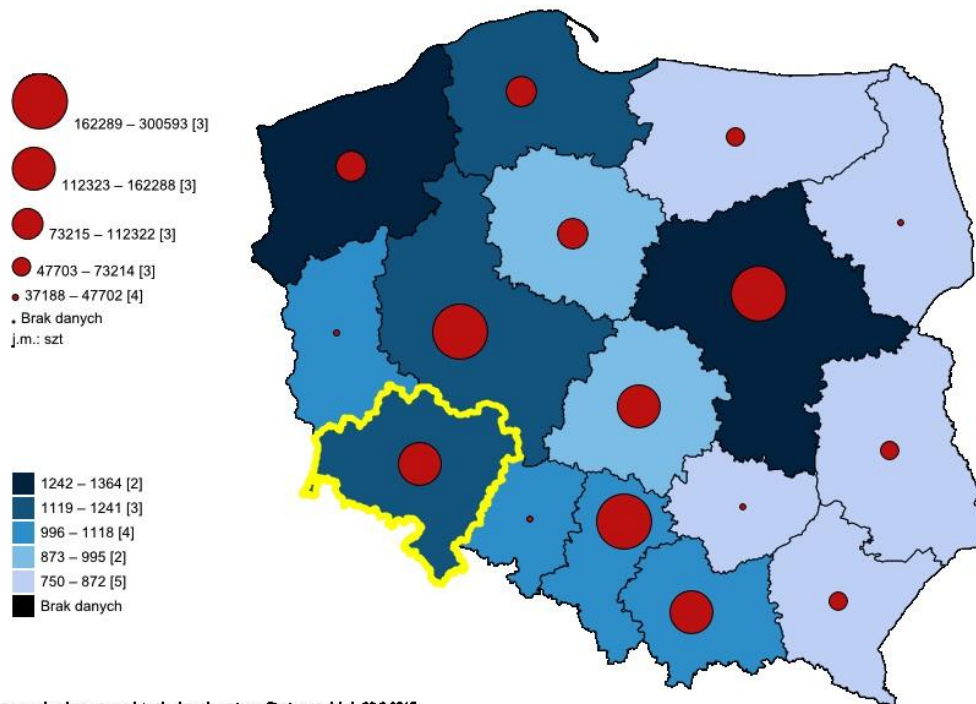 162289 – 300593 [3]
112323 – 162288 [3]
73215 – 112322 [3]
47703 – 73214 [3]
37188 – 47702 [4]
Brak danych
j.m.: szt
1242 – 1364 [2]
1119 – 1241 [3]
996 – 1118 [4]
873 – 995 [2]
750 – 872 [5]
Brak danych